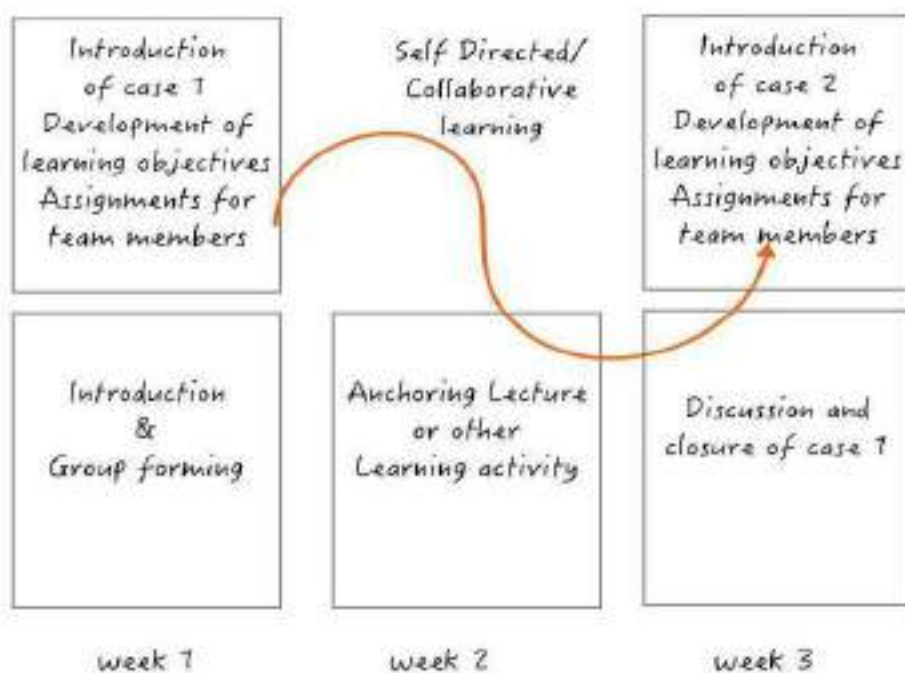 Introduction
of case 1
Development of
learning objectives
Assignments for
team members
Self Directed/
Collaborative
learning
Introduction
of case 2
Development of
learning objectives
Assignments for
team members
Introduction
&
Group forming
Anchoring Lecture
or other
Learning activity
Discussion and
closure of case 1
week 1
week 2
week 3